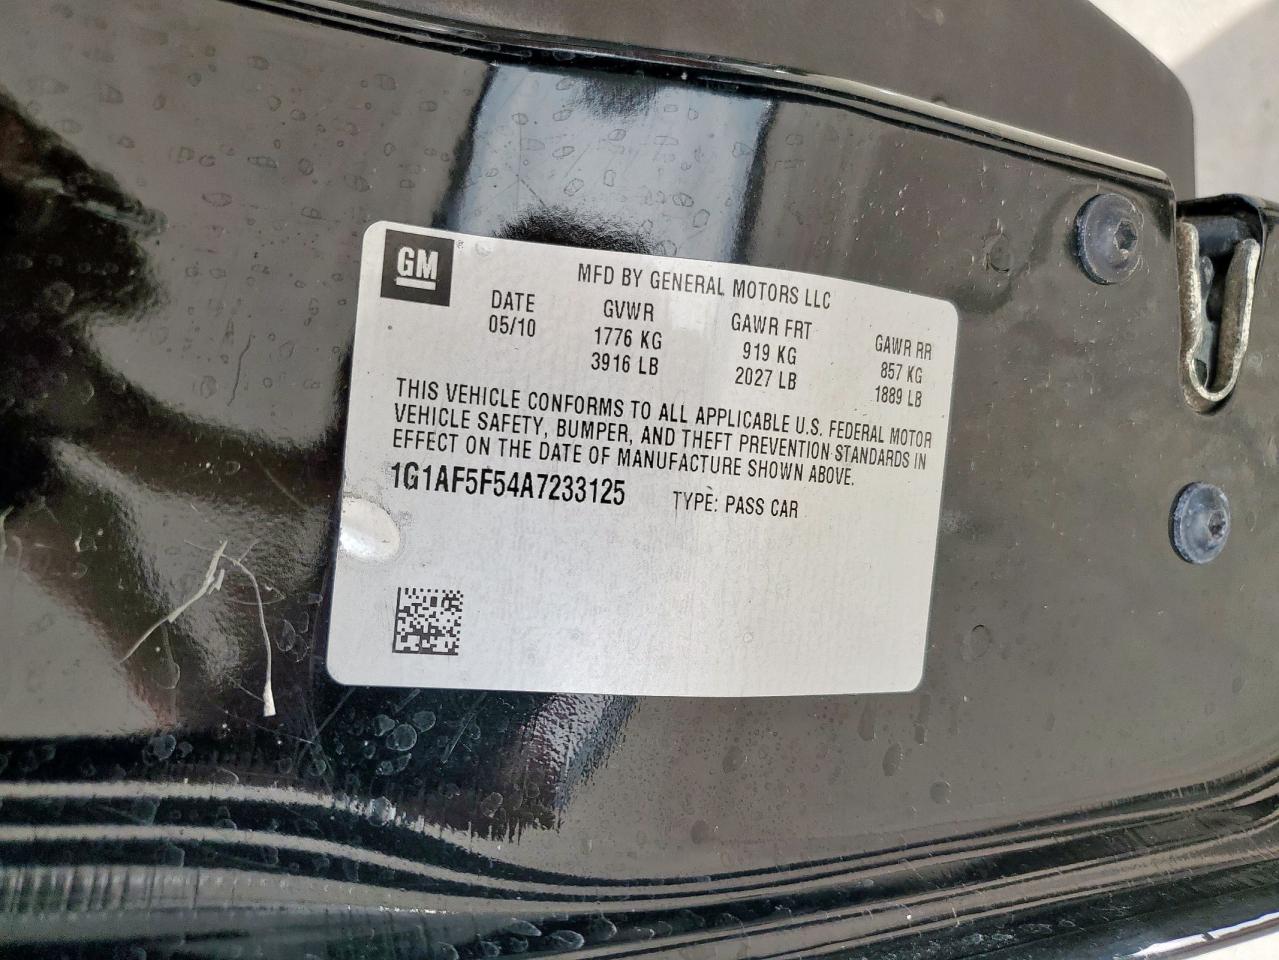 GM
MFD BY GENERAL MOTORS LLC
DATE GVWR GAWR FRT GAWR RR
05/10 1776 KG 919 KG 857 KG
3916 LB 2027 LB 1889 LB
THIS VEHICLE CONFORMS TO ALL APPLICABLE U.S. FEDERAL MOTOR
VEHICLE SAFETY, BUMPER, AND THEFT PREVENTION STANDARDS IN
EFFECT ON THE DATE OF MANUFACTURE SHOWN ABOVE.
1G1AF5F54A7233125 TYPE: PASS CAR